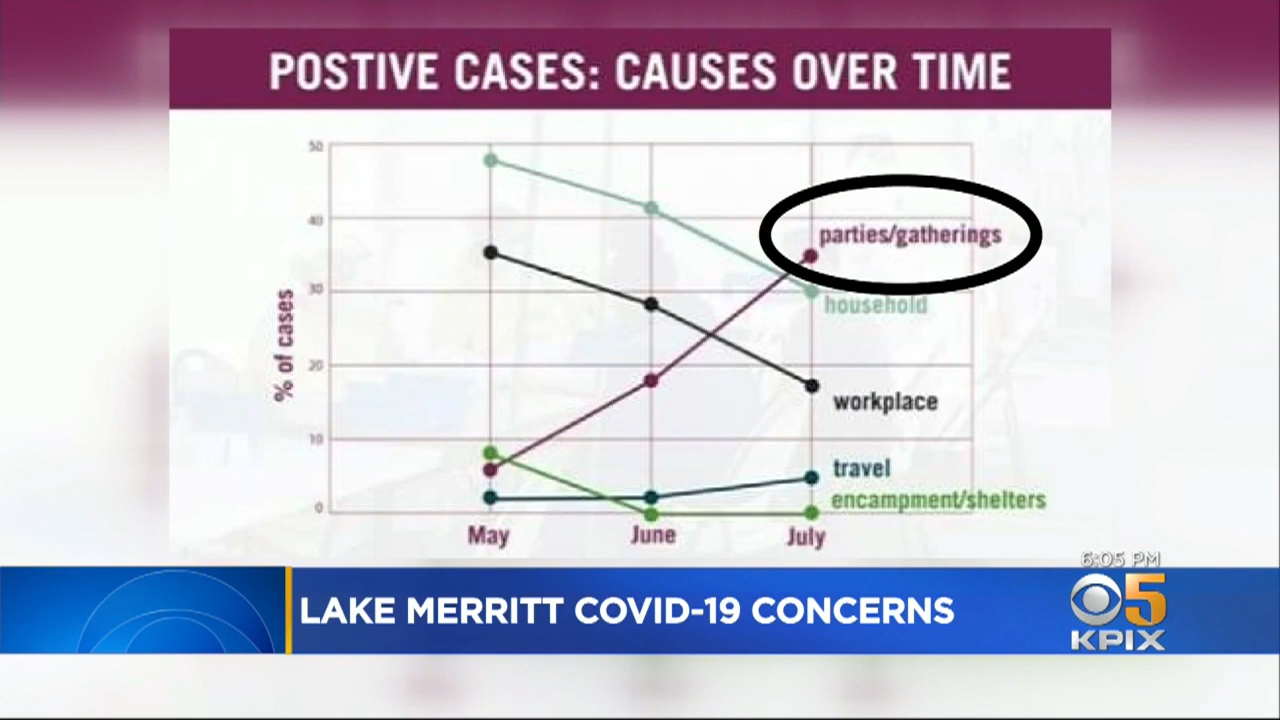 POSTIVE CASES: CAUSES OVER TIME
50
40
30
20
10
0
% of cases
parties/gatherings
household
workplace
travel
encampment/shelters
May June July
6:05 PM
LAKE MERRITT COVID-19 CONCERNS
5
KPIX